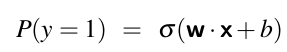 P(y = 1) = σ(w · x + b)